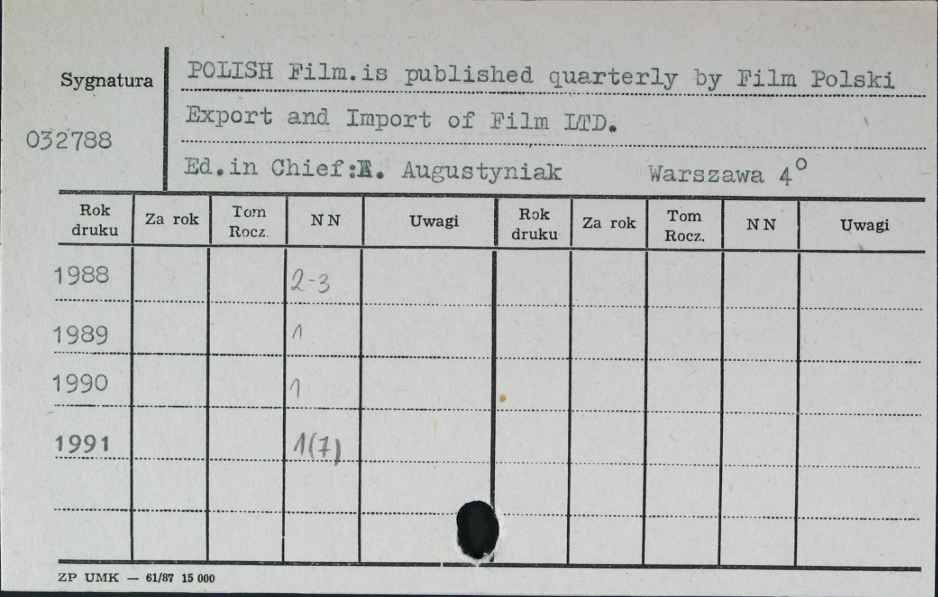 Sygnatura
032788
POLISH Film.is published quarterly by Film Polski
Export and Import of Film LTD.
Ed.in Chief: Augustyniak Warszawa 4°
Rok druku Za rok Tom Rocz. NN Uwagi Rok druku Za rok Tom Rocz. NN Uwagi
1988 2-3
1989 1
1990 1
1991 1(7)
ZP UMK — 61/87 15 000